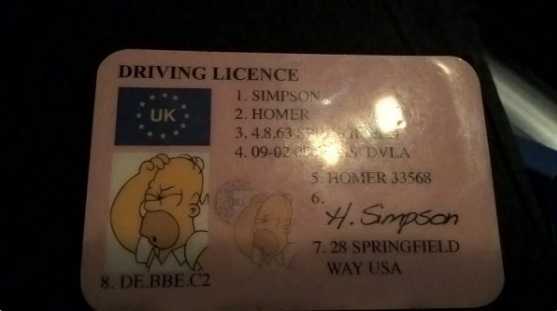 DRIVING LICENCE
UK
1. SIMPSON
2. HOMER
3. 4.8.63
4. 09-02 DVLA
5. HOMER 33568
6.
H. Simpson
7. 28 SPRINGFIELD
WAY USA
8. DE.BBE.C2